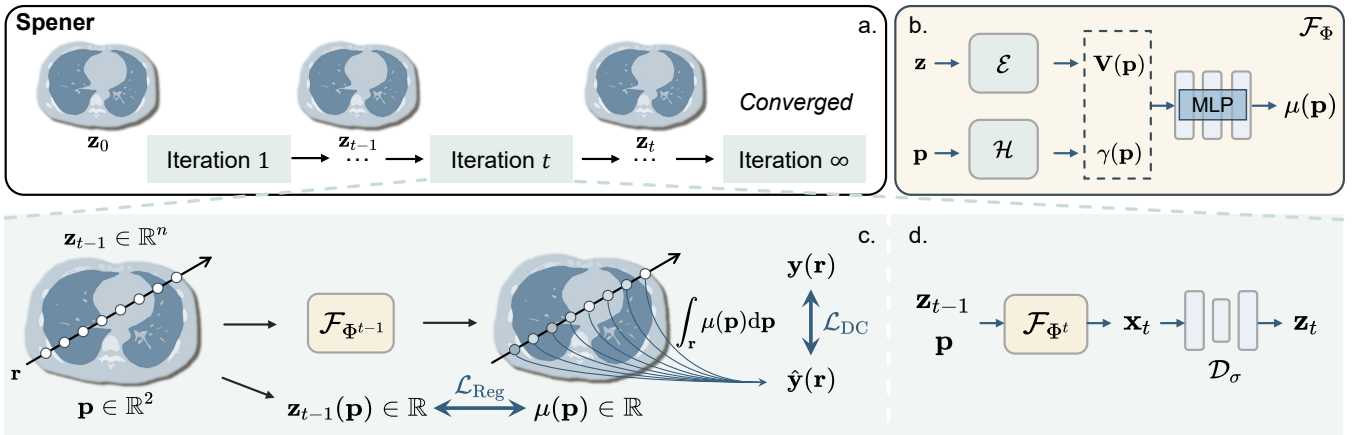 Spener
a.
z_0
z_{t-1}
z_t
Converged
Iteration 1
...
Iteration t
...
Iteration ∞
b.
F_Φ
z
E
V(p)
MLP
μ(p)
p
H
γ(p)
c.
z_{t-1} ∈ ℝ^n
r
p ∈ ℝ^2
F_{Φ^{t-1}}
z_{t-1}(p) ∈ ℝ
L_Reg
μ(p) ∈ ℝ
∫_r μ(p)dp
y(r)
L_DC
ŷ(r)
d.
z_{t-1}
p
F_{Φ^t}
x_t
D_σ
z_t